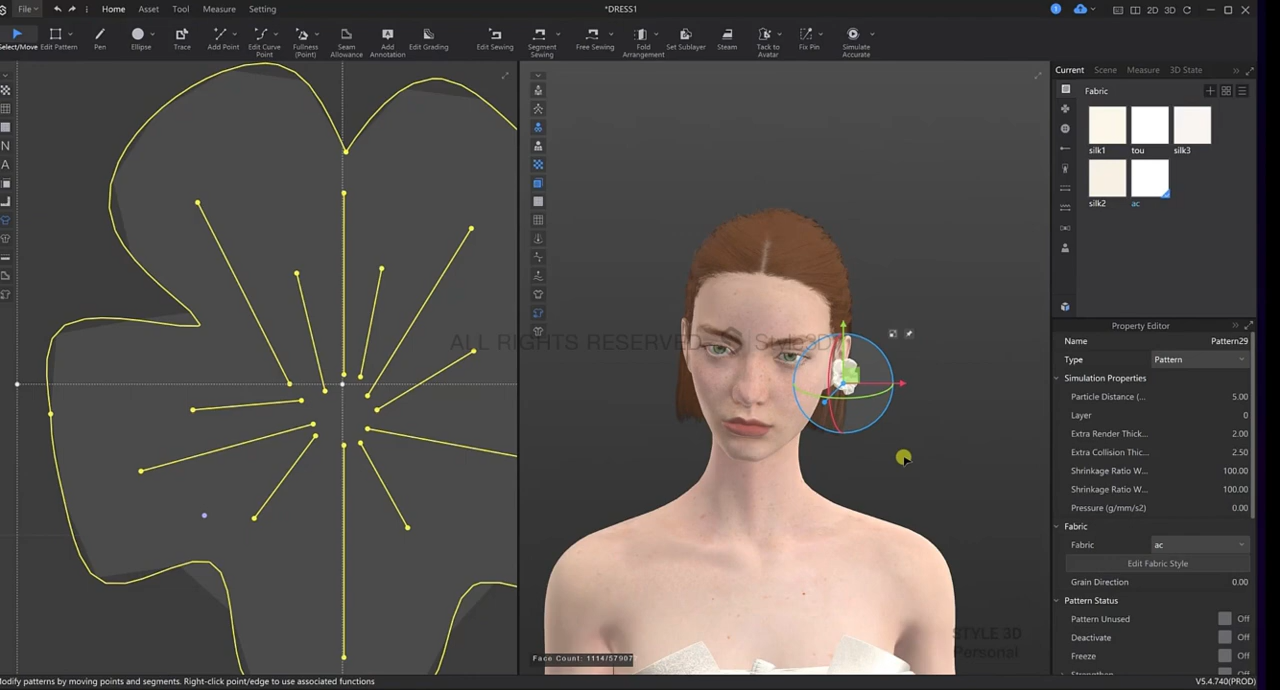 File
Home
Asset
Tool
Measure
Setting
*DRESS1
1
2D
3D
Select/Move
Edit Pattern
Pen
Ellipse
Trace
Add Point
Edit Curve
Point
Fullness
(Point)
Seam
Allowance
Add
Annotation
Edit Grading
Edit Sewing
Segment
Sewing
Free Sewing
Fold
Arrangement
Set Sublayer
Steam
Tack to
Avatar
Fix Pin
Simulate
Accurate
Current
Scene
Measure
3D State
Fabric
silk1
tou
silk3
silk2
ac
Property Editor
Name
Pattern29
Type
Pattern
Simulation Properties
Particle Distance (...
5.00
Layer
0
Extra Render Thick...
2.00
Extra Collision Thic...
2.50
Shrinkage Ratio W...
100.00
Shrinkage Ratio W...
100.00
Pressure (g/mm/s2)
0.00
Fabric
Fabric
ac
Edit Fabric Style
Grain Direction
0.00
Pattern Status
Pattern Unused
Off
Deactivate
Off
Freeze
Off
Strengthen
Off
STYLE 3D
Personal
Face Count: 1114/57907
Modify patterns by moving points and segments. Right-click point/edge to use associated functions
V5.4.740(PROD)